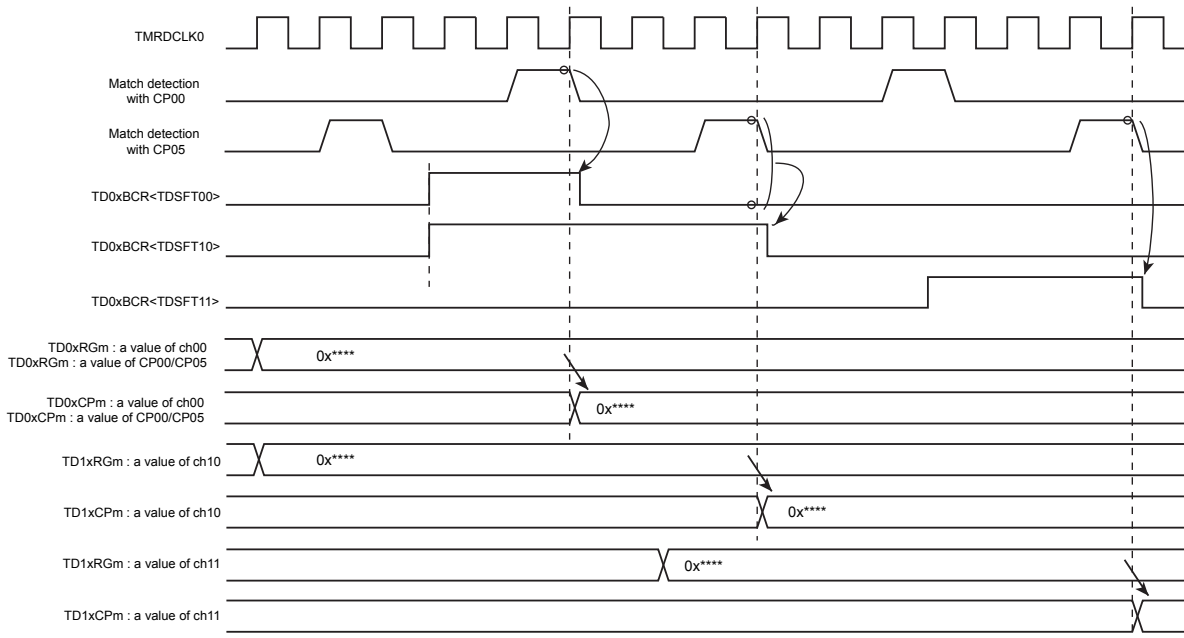 TMRDCLK0
Match detection
with CP00
Match detection
with CP05
TD0xBCR<TDSFT00>
TD0xBCR<TDSFT10>
TD0xBCR<TDSFT11>
TD0xRGm : a value of ch00
TD0xRGm : a value of CP00/CP05
0x****
TD0xCPm : a value of ch00
TD0xCPm : a value of CP00/CP05
0x****
TD1xRGm : a value of ch10
0x****
TD1xCPm : a value of ch10
0x****
TD1xRGm : a value of ch11
0x****
TD1xCPm : a value of ch11